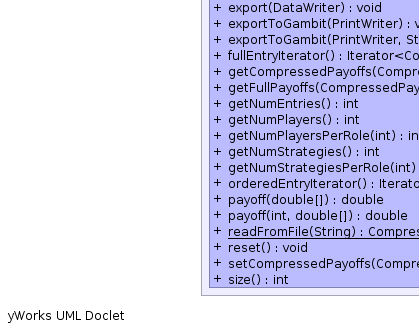 + export(DataWriter) : void
+ exportToGambit(PrintWriter) : v
+ exportToGambit(PrintWriter, St
+ fullEntryIterator() : Iterator<Co
+ getCompressedPayoffs(Compr
+ getFullPayoffs(CompressedPay
+ getNumEntries() : int
+ getNumPlayers() : int
+ getNumPlayersPerRole(int) : in
+ getNumStrategies() : int
+ getNumStrategiesPerRole(int)
+ orderedEntryIterator() : Iterato
+ payoff(double[]) : double
+ payoff(int, double[]) : double
+ readFromFile(String) : Compres
+ reset() : void
+ setCompressedPayoffs(Compre
+ size() : int
yWorks UML Doclet